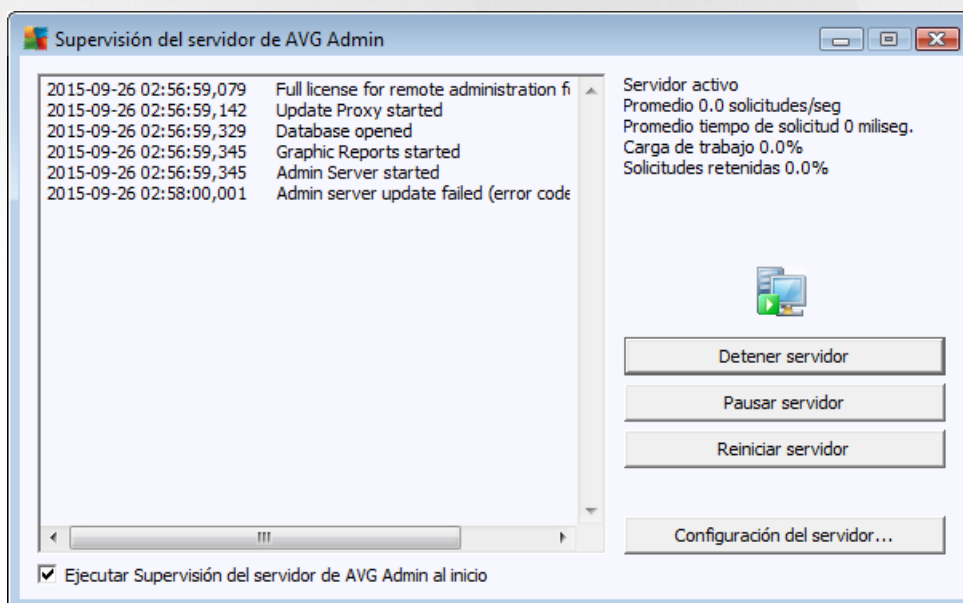 Supervisión del servidor de AVG Admin
2015-09-26 02:56:59,079 Full license for remote administration
2015-09-26 02:56:59,142 Update Proxy started
2015-09-26 02:56:59,329 Database opened
2015-09-26 02:56:59,345 Graphic Reports started
2015-09-26 02:56:59,345 Admin Server started
2015-09-26 02:58:00,001 Admin server update failed (error code
Servidor activo
Promedio 0.0 solicitudes/seg
Promedio tiempo de solicitud 0 miliseg.
Carga de trabajo 0.0%
Solicitudes retenidas 0.0%
Detener servidor
Pausar servidor
Reiniciar servidor
Configuración del servidor...
Ejecutar Supervisión del servidor de AVG Admin al inicio